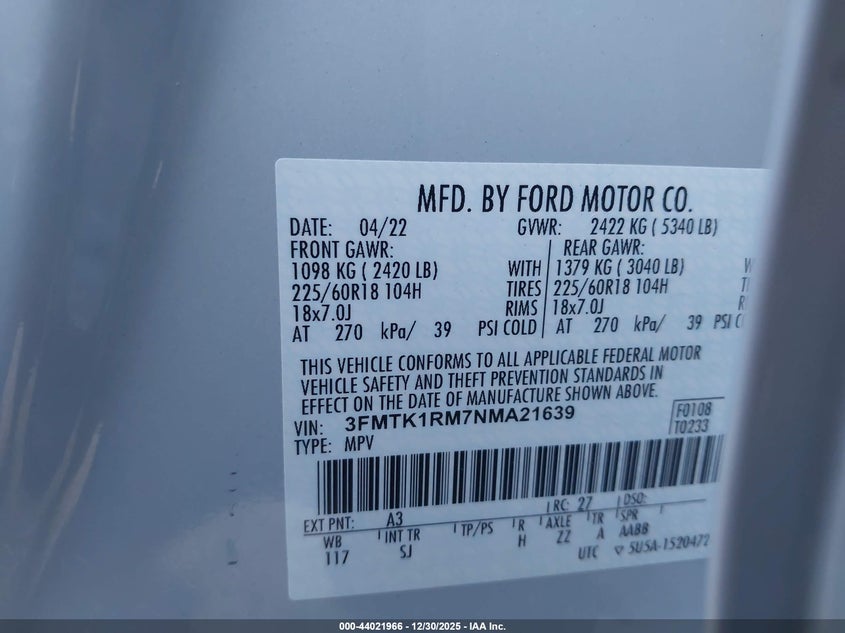 MFD. BY FORD MOTOR CO.
DATE: 04/22 GVWR: 2422 KG ( 5340 LB)
FRONT GAWR: REAR GAWR:
1098 KG ( 2420 LB) WITH 1379 KG ( 3040 LB)
225/60R18 104H TIRES 225/60R18 104H
18x7.0J RIMS 18x7.0J
AT 270 kPa/ 39 PSI COLD AT 270 kPa/ 39 PSI
THIS VEHICLE CONFORMS TO ALL APPLICABLE FEDERAL MOTOR
VEHICLE SAFETY AND THEFT PREVENTION STANDARDS IN
EFFECT ON THE DATE OF MANUFACTURE SHOWN ABOVE.
VIN: 3FMTK1RM7NMA21639 F0108
TYPE: MPV T0233
EXT PNT: A3 RC: 27 DSO:
WB INT TR TP/PS R AXLE TR SPR
117 SJ H ZZ A AABB
UTC 5U5A-1520472
000-44021966 - 12/30/2025 - IAA Inc.